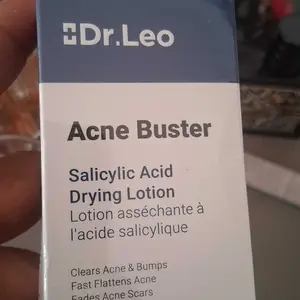 Dr.Leo
Acne Buster
Salicylic Acid
Drying Lotion
Lotion asséchante à
l'acide salicylique
Clears Acne & Bumps
Fast Flattens Acne
Fades Acne Scars